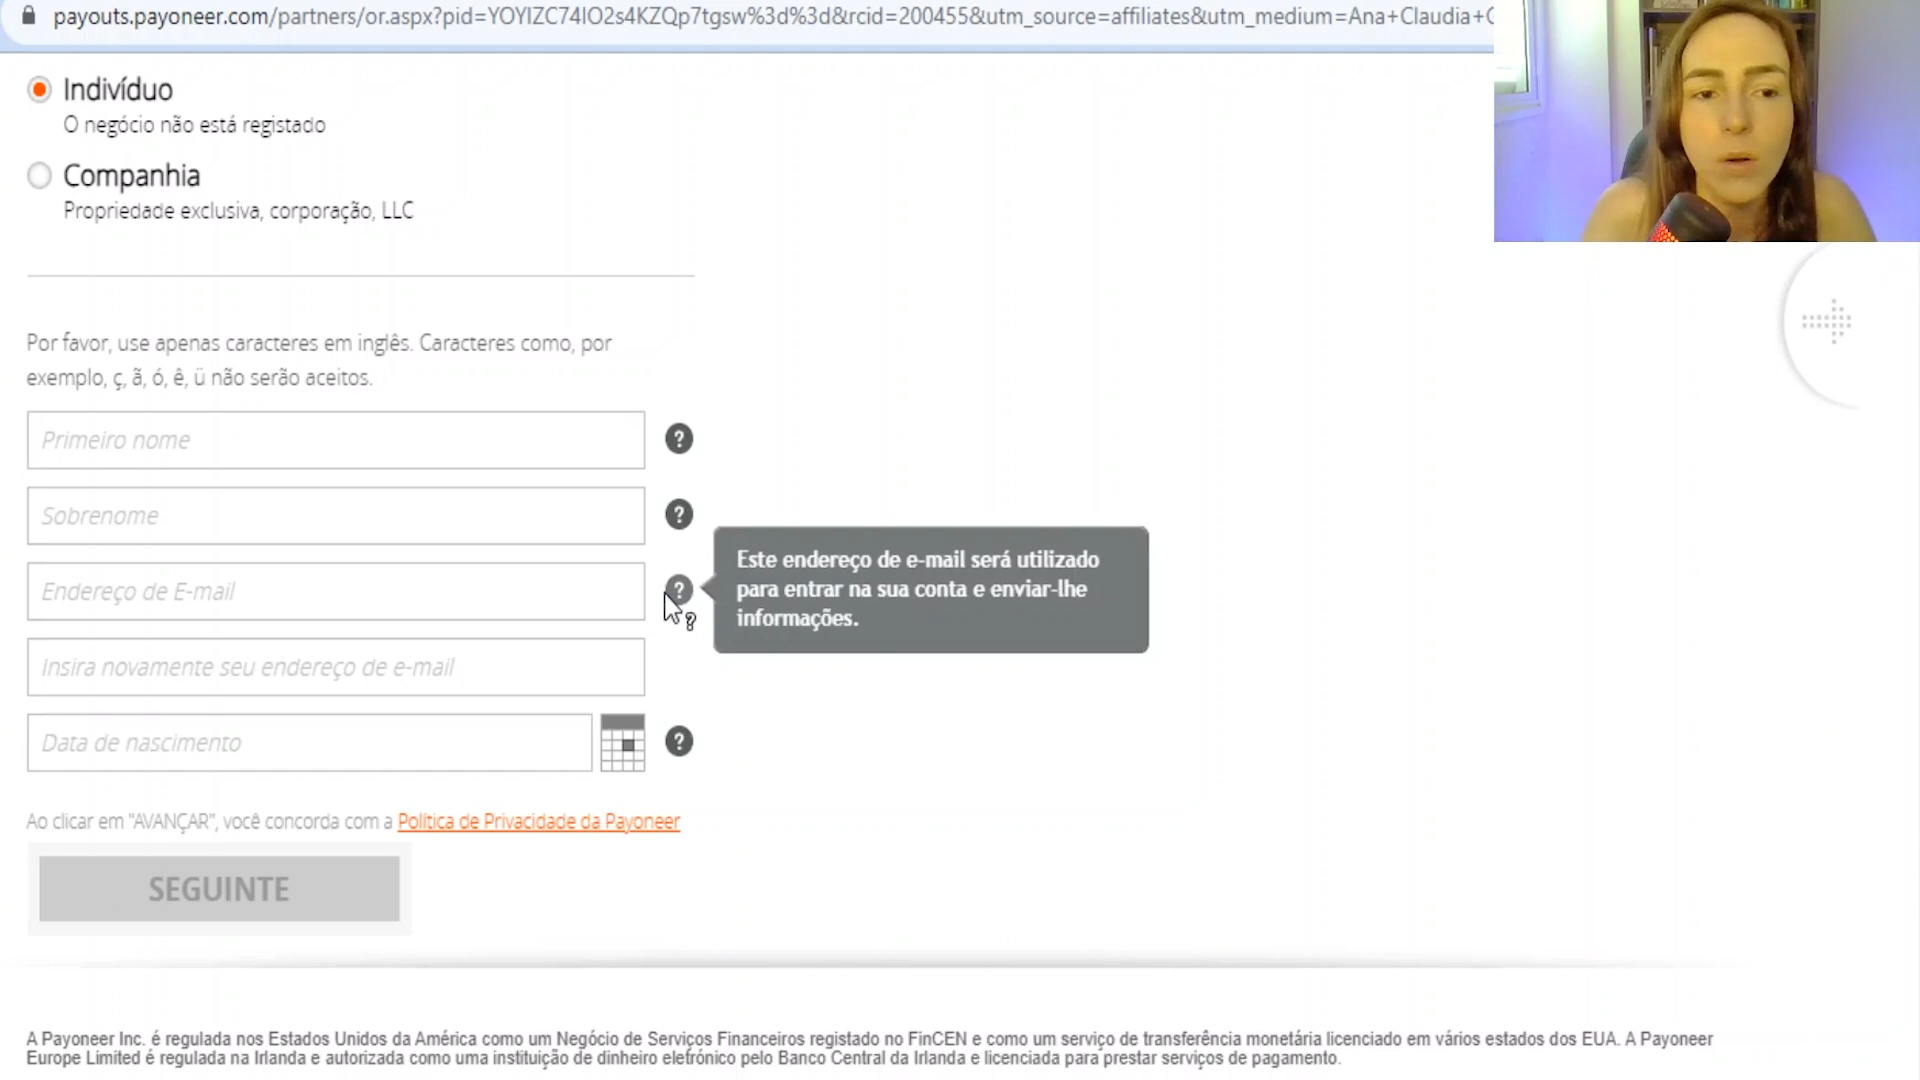 payouts.payoneer.com/partners/or.aspx?pid=YOYIZC74IO2s4KZQp7tgsw%3d%3d&rcid=200455&utm_source=affiliates&utm_medium=Ana+Claudia+
Indivíduo
O negócio não está registado
Companhia
Propriedade exclusiva, corporação, LLC
Por favor, use apenas caracteres em inglês. Caracteres como, por
exemplo, ç, ã, ó, ê, ü não serão aceitos.
Primeiro nome
?
Sobrenome
?
Endereço de E-mail
?
Este endereço de e-mail será utilizado
para entrar na sua conta e enviar-lhe
informações.
Insira novamente seu endereço de e-mail
Data de nascimento
?
Ao clicar em "AVANÇAR", você concorda com a Política de Privacidade da Payoneer
SEGUINTE
A Payoneer Inc. é regulada nos Estados Unidos da América como um Negócio de Serviços Financeiros registado no FinCEN e como um serviço de transferência monetária licenciado em vários estados dos EUA. A Payoneer
Europe Limited é regulada na Irlanda e autorizada como uma instituição de dinheiro eletrónico pelo Banco Central da Irlanda e licenciada para prestar serviços de pagamento.